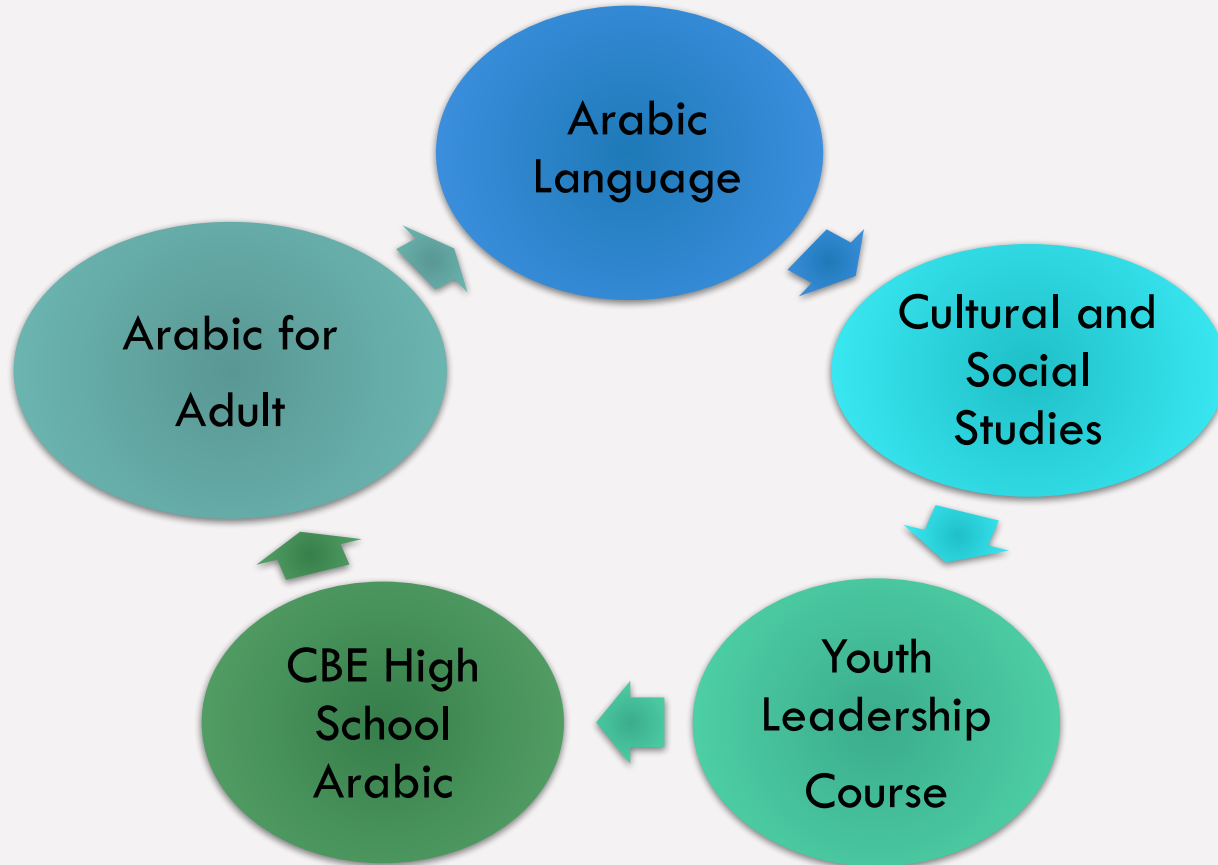 Arabic
Language
Cultural and
Social
Studies
Youth
Leadership
Course
CBE High
School
Arabic
Arabic for
Adult